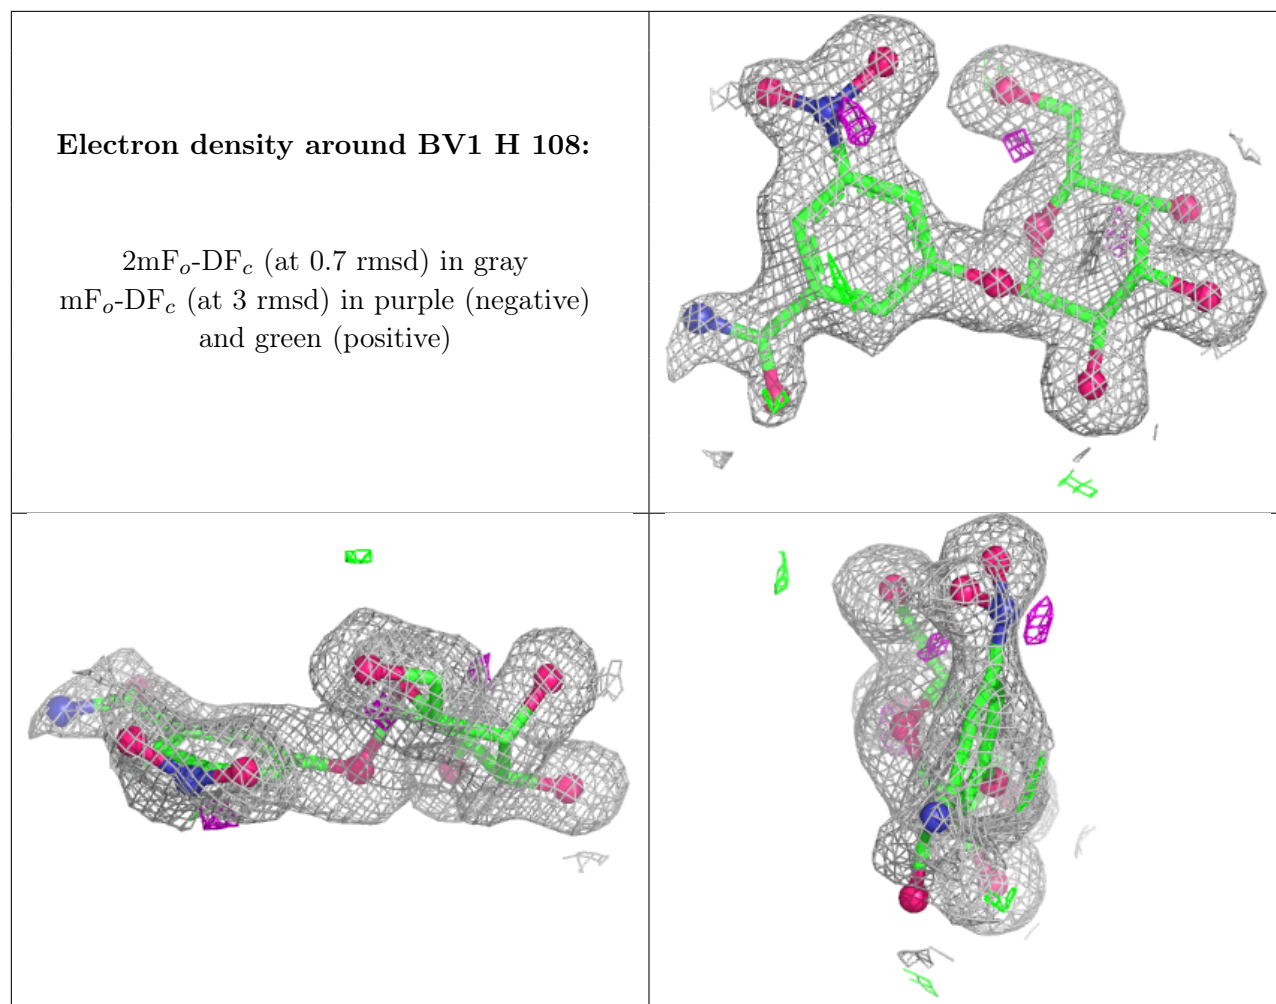 Electron density around BV1 H 108:
2mFo-DFc (at 0.7 rmsd) in gray
mFo-DFc (at 3 rmsd) in purple (negative)
and green (positive)